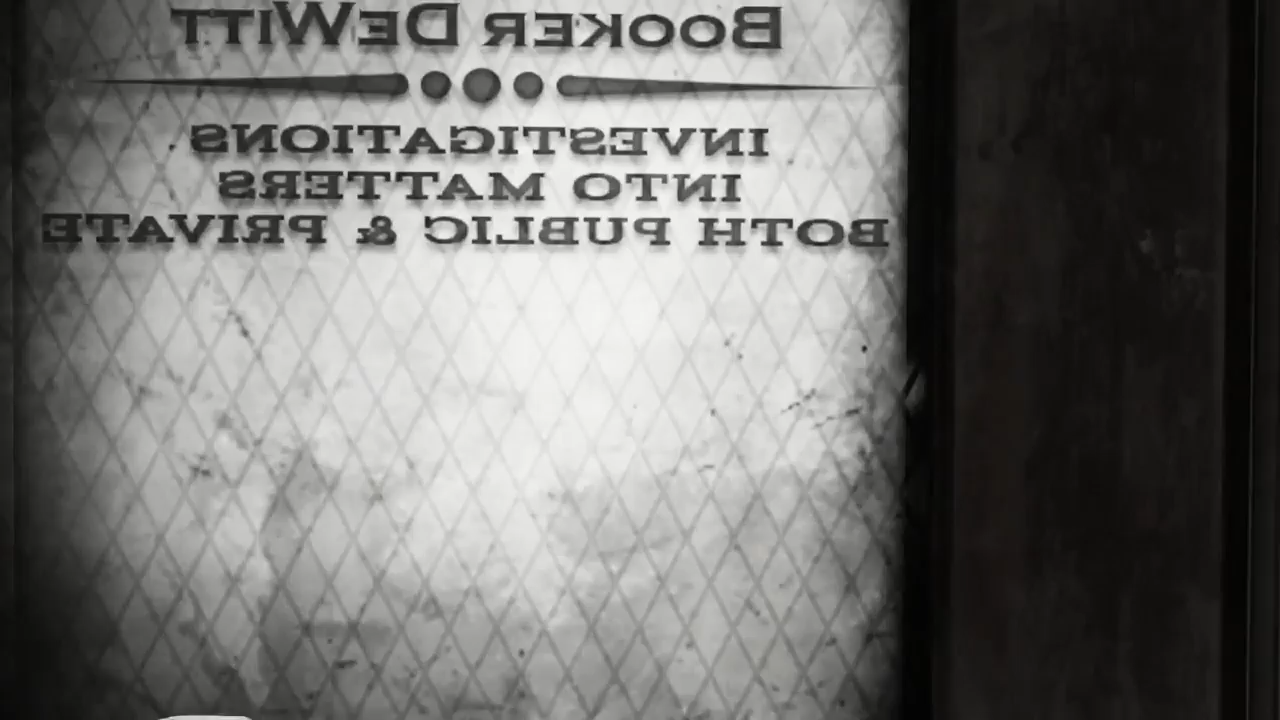 Booker DeWitt
INVESTIGATIONS
INTO MATTERS
BOTH PUBLIC & PRIVATE